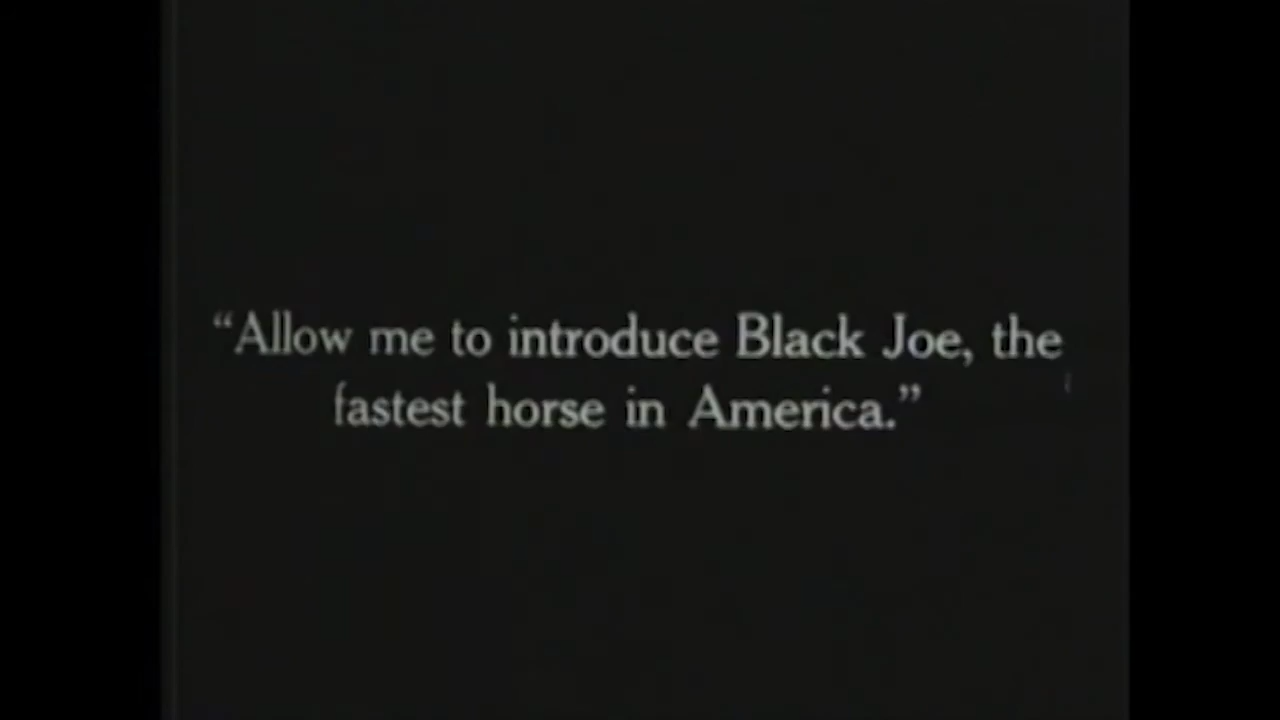 “Allow me to introduce Black Joe, the
fastest horse in America.”